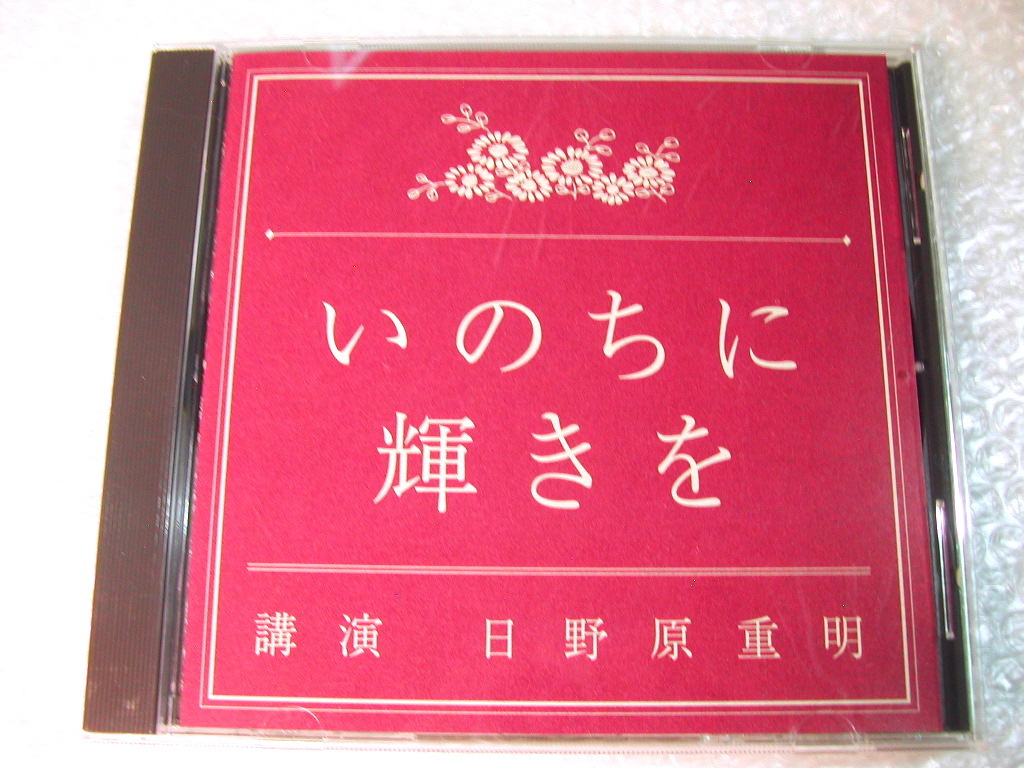 いのちに
輝きを
講演 日野原重明